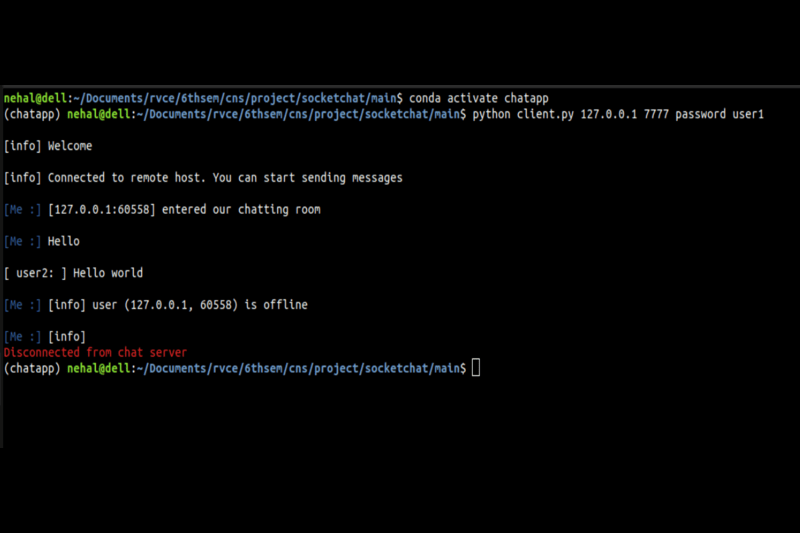 nehal@dell:~/Documents/rvce/6thsem/cns/project/socketchat/main$ conda activate chatapp
(chatapp) nehal@dell:~/Documents/rvce/6thsem/cns/project/socketchat/main$ python client.py 127.0.0.1 7777 password user1
[info] Welcome
[info] Connected to remote host. You can start sending messages
[Me :] [127.0.0.1:60558] entered our chatting room
[Me :] Hello
[ user2: ] Hello world
[Me :] [info] user (127.0.0.1, 60558) is offline
[Me :] [info]
Disconnected from chat server
(chatapp) nehal@dell:~/Documents/rvce/6thsem/cns/project/socketchat/main$